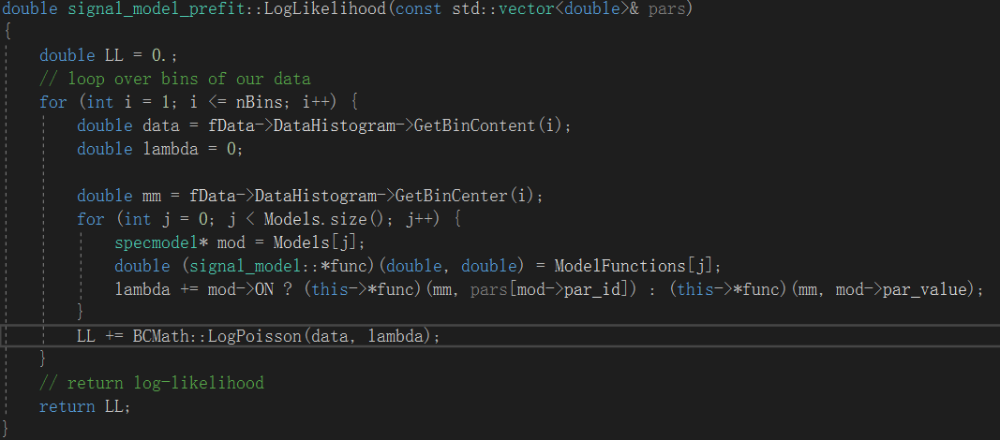 double signal_model_prefit::LogLikelihood(const std::vector<double>& pars)
{
    double LL = 0.;
    // loop over bins of our data
    for (int i = 1; i <= nBins; i++) {
        double data = fData->DataHistogram->GetBinContent(i);
        double lambda = 0;

        double mm = fData->DataHistogram->GetBinCenter(i);
        for (int j = 0; j < Models.size(); j++) {
            specmodel* mod = Models[j];
            double (signal_model::*func)(double, double) = ModelFunctions[j];
            lambda += mod->ON ? (this->*func)(mm, pars[mod->par_id]) : (this->*func)(mm, mod->par_value);
        }
        LL += BCMath::LogPoisson(data, lambda);
    }
    // return log-likelihood
    return LL;
}